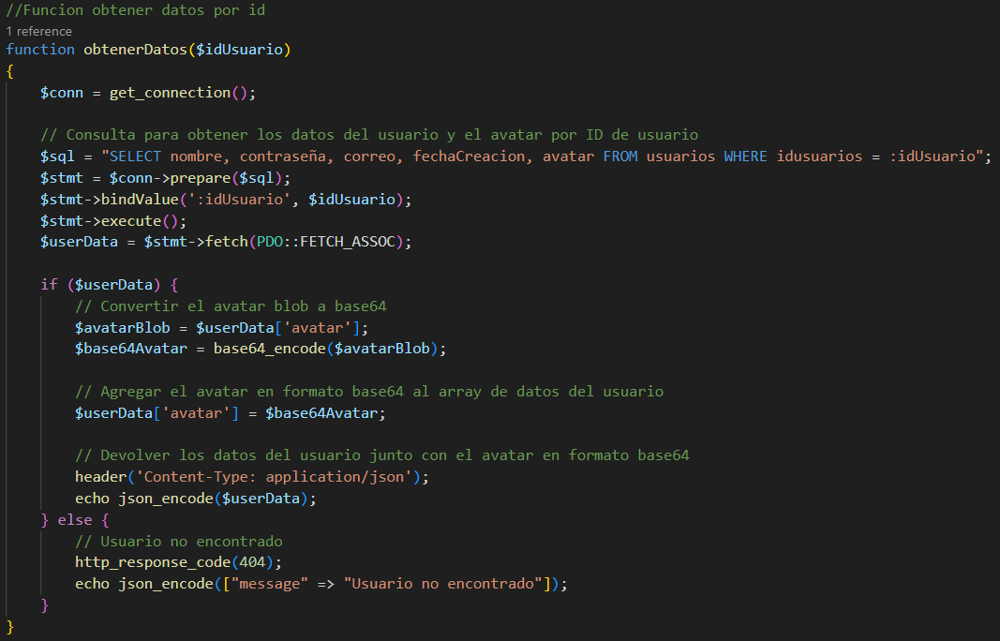 //Funcion obtener datos por id
1 reference
function obtenerDatos($idUsuario)
{
    $conn = get_connection();

    // Consulta para obtener los datos del usuario y el avatar por ID de usuario
    $sql = "SELECT nombre, contraseña, correo, fechaCreacion, avatar FROM usuarios WHERE idusuarios = :idUsuario";
    $stmt = $conn->prepare($sql);
    $stmt->bindValue(':idUsuario', $idUsuario);
    $stmt->execute();
    $userData = $stmt->fetch(PDO::FETCH_ASSOC);

    if ($userData) {
        // Convertir el avatar blob a base64
        $avatarBlob = $userData['avatar'];
        $base64Avatar = base64_encode($avatarBlob);

        // Agregar el avatar en formato base64 al array de datos del usuario
        $userData['avatar'] = $base64Avatar;

        // Devolver los datos del usuario junto con el avatar en formato base64
        header('Content-Type: application/json');
        echo json_encode($userData);
    } else {
        // Usuario no encontrado
        http_response_code(404);
        echo json_encode(["message" => "Usuario no encontrado"]);
    }
}